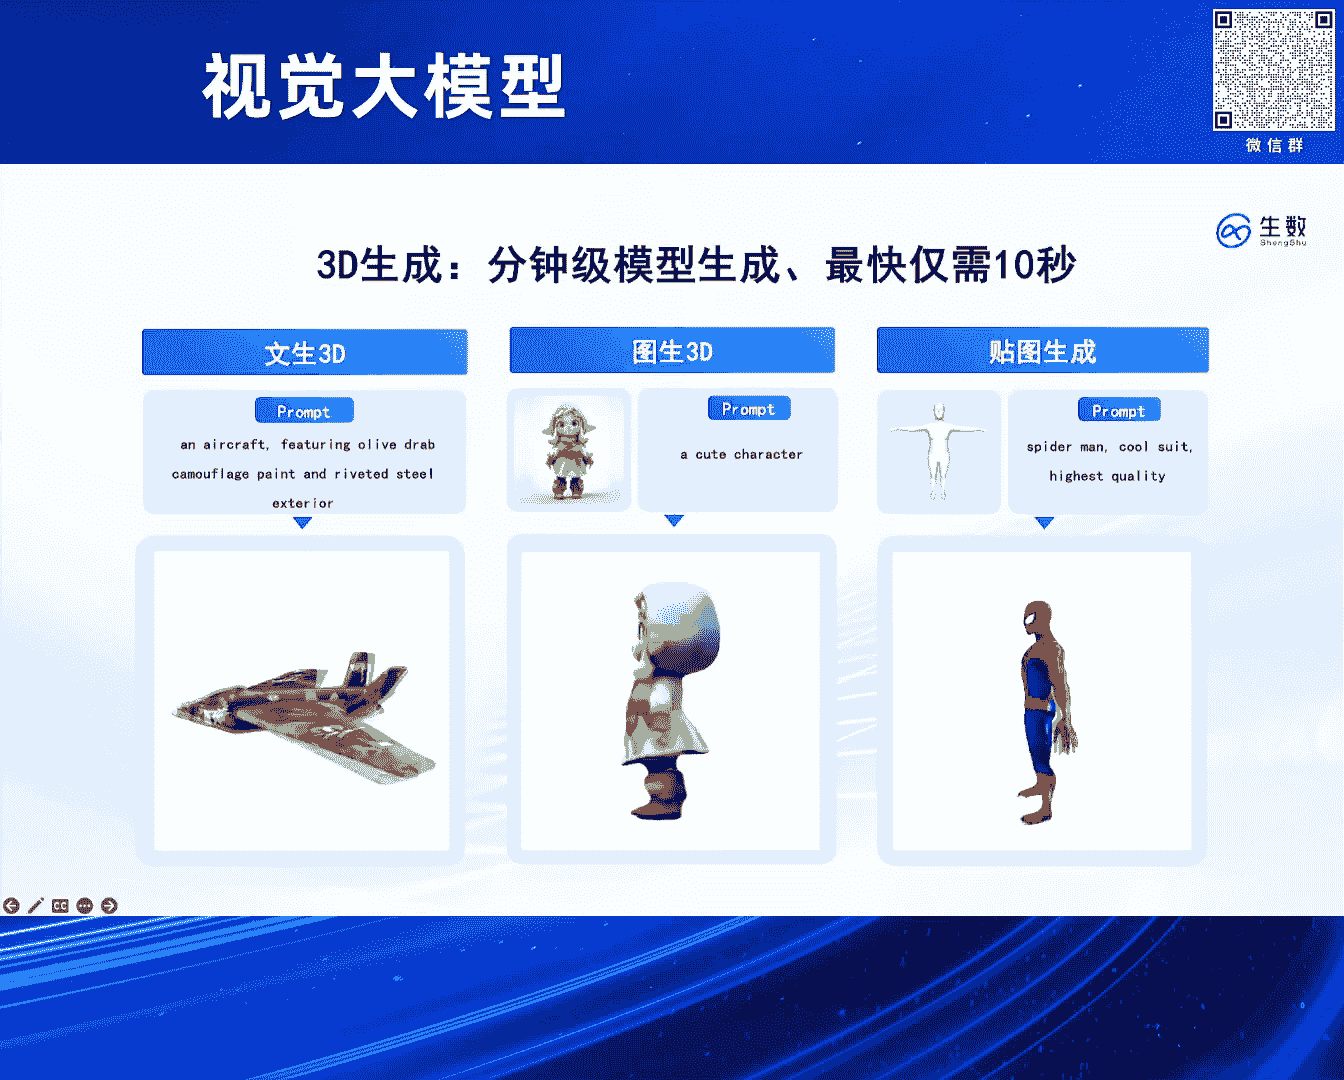 视觉大模型
微信群
生数
ShengShu
3D生成：分钟级模型生成、最快仅需10秒
文生3D
Prompt
an aircraft, featuring olive drab
camouflage paint and riveted steel
exterior
图生3D
Prompt
a cute character
贴图生成
Prompt
spider man, cool suit,
highest quality
CC